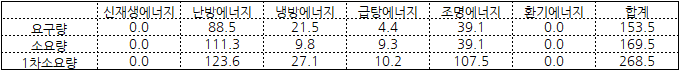 신재생에너지 난방에너지 냉방에너지 급탕에너지 조명에너지 환기에너지 합계
요구량 0.0 88.5 21.5 4.4 39.1 0.0 153.5
소요량 0.0 111.3 9.8 9.3 39.1 0.0 169.5
1차소요량 0.0 123.6 27.1 10.2 107.5 0.0 268.5